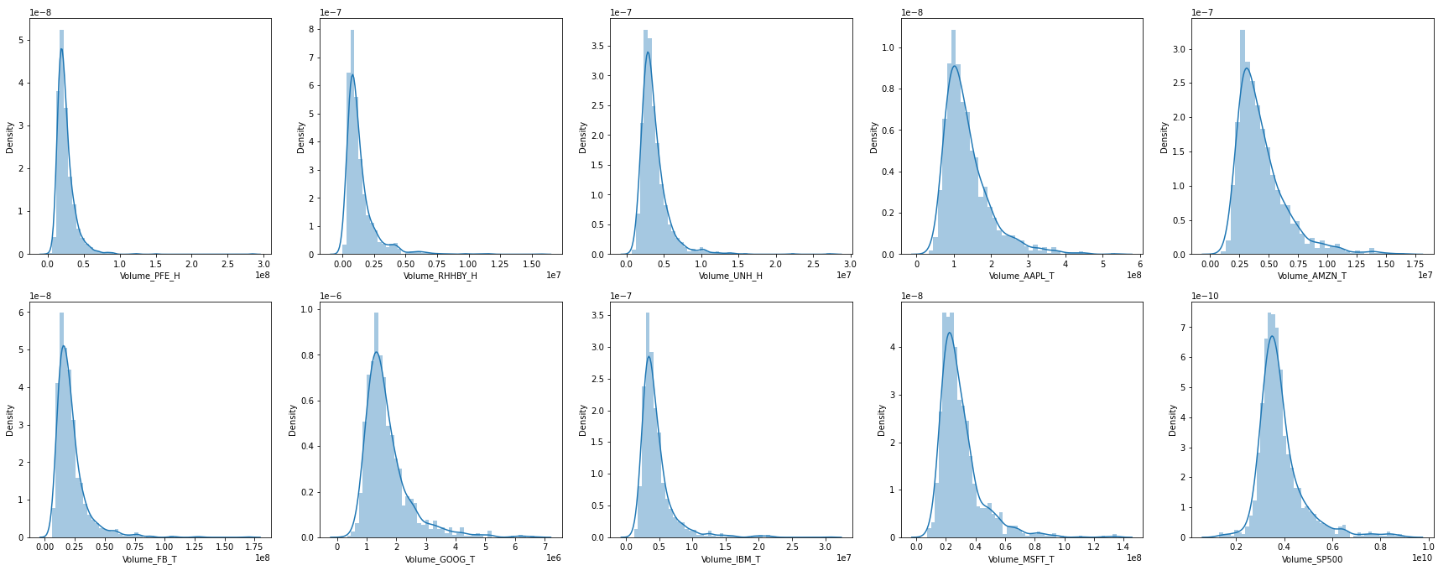 1e-8
5
4
3
2
1
0
Density
0.0 0.5 1.0 1.5 2.0 2.5 3.0
1e8
Volume_PFE_H
1e-7
8
7
6
5
4
3
2
1
0
Density
0.00 0.25 0.50 0.75 1.00 1.25 1.50
1e7
Volume_RHHBY_H
1e-7
3.5
3.0
2.5
2.0
1.5
1.0
0.5
0.0
Density
0.0 0.5 1.0 1.5 2.0 2.5 3.0
1e7
Volume_UNH_H
1e-8
1.0
0.8
0.6
0.4
0.2
0.0
Density
0 1 2 3 4 5 6
1e8
Volume_AAPL_T
1e-7
3.0
2.5
2.0
1.5
1.0
0.5
0.0
Density
0.00 0.25 0.50 0.75 1.00 1.25 1.50 1.75
1e7
Volume_AMZN_T
1e-8
6
5
4
3
2
1
0
Density
0.00 0.25 0.50 0.75 1.00 1.25 1.50 1.75
1e8
Volume_FB_T
1e-6
1.0
0.8
0.6
0.4
0.2
0.0
Density
0 1 2 3 4 5 6 7
1e6
Volume_GOOG_T
1e-7
3.5
3.0
2.5
2.0
1.5
1.0
0.5
0.0
Density
0.0 0.5 1.0 1.5 2.0 2.5 3.0
1e7
Volume_IBM_T
1e-8
4
3
2
1
0
Density
0.0 0.2 0.4 0.6 0.8 1.0 1.2 1.4
1e8
Volume_MSFT_T
1e-10
7
6
5
4
3
2
1
0
Density
0.2 0.4 0.6 0.8 1.0
1e10
Volume_SP500